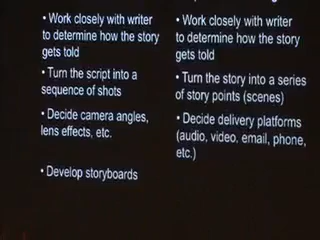 • Work closely with writer
to determine how the story
gets told
• Turn the script into a
sequence of shots
• Decide camera angles,
lens effects, etc.
• Develop storyboards
• Work closely with writer
to determine how the story
gets told
• Turn the story into a series
of story points (scenes)
• Decide delivery platforms
(audio, video, email, phone,
etc.)